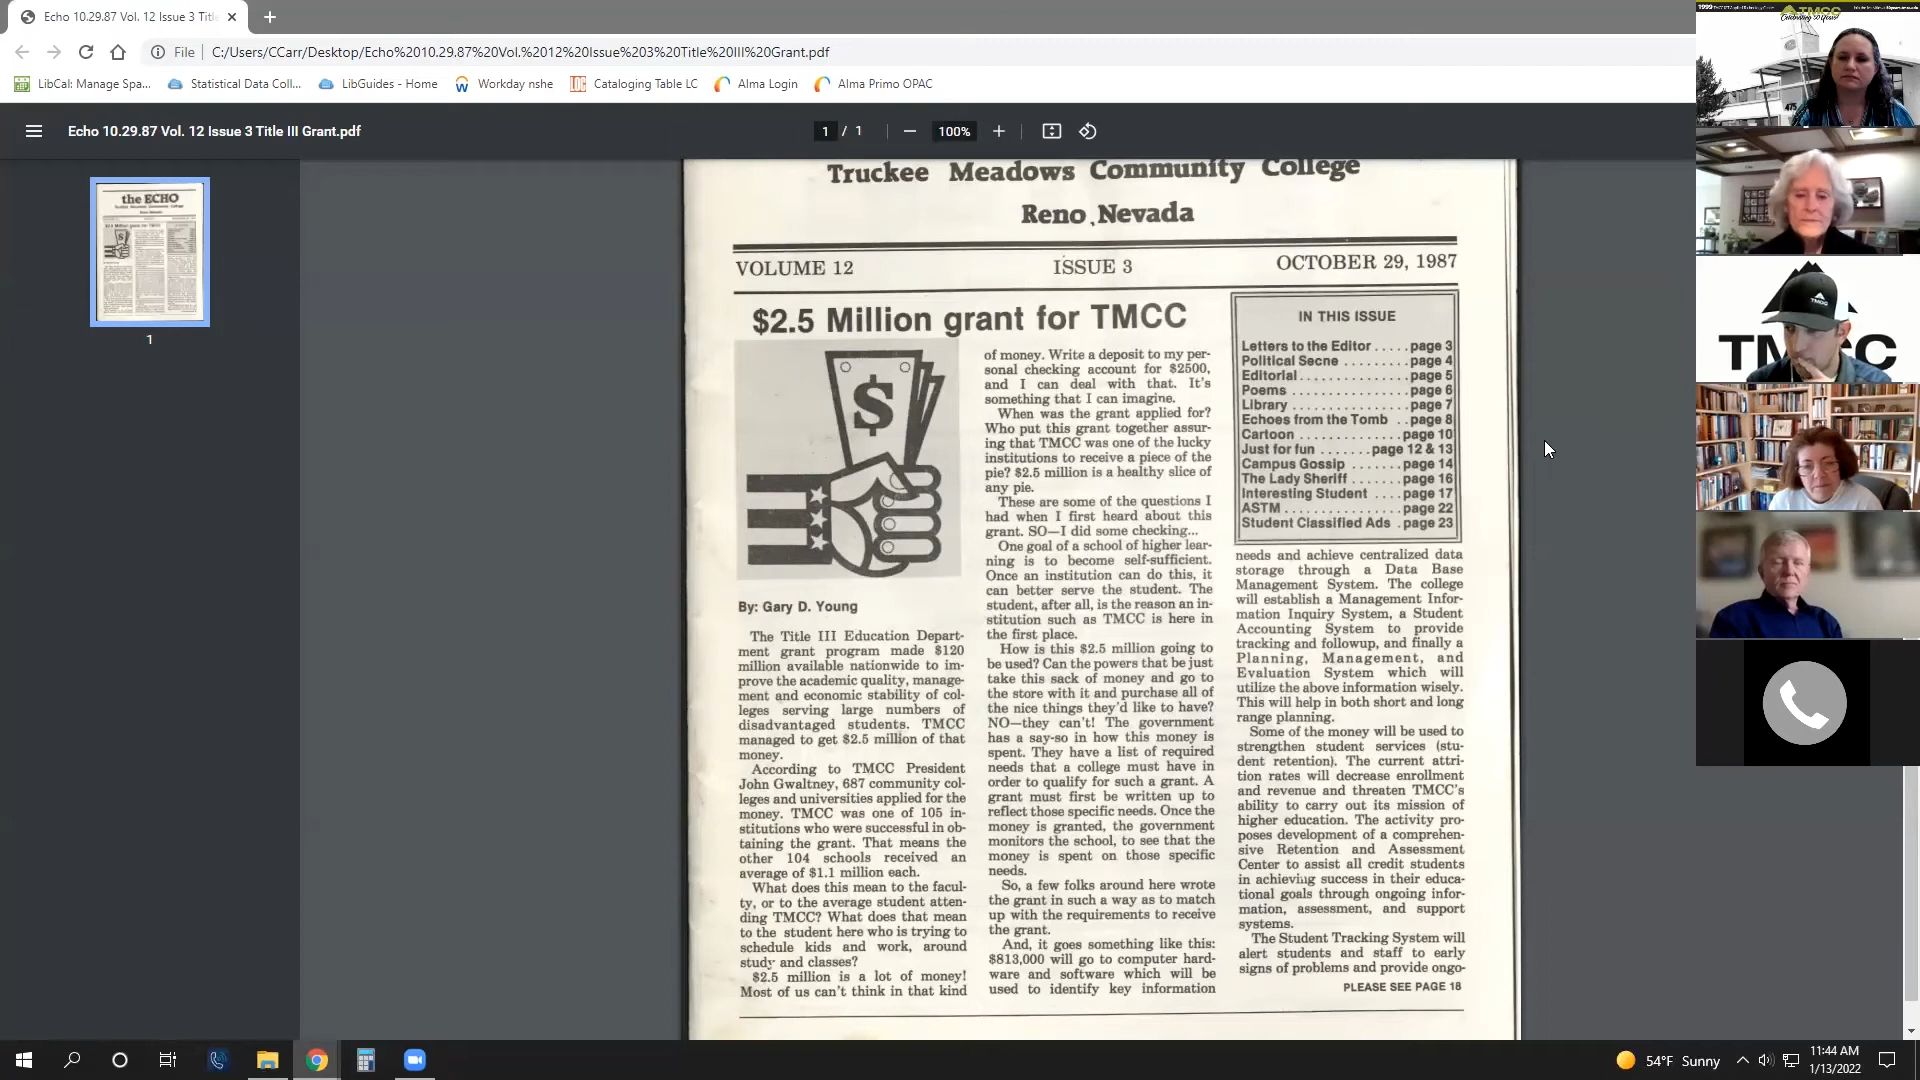 Echo 10.29.87 Vol. 12 Issue 3 Title
File
C:/Users/CCarr/Desktop/Echo%2010.29.87%20Vol.%2012%20Issue%203%20Title%20III%20Grant.pdf
LibCal: Manage Spa...
Statistical Data Coll...
LibGuides - Home
Workday nshe
Cataloging Table LC
Alma Login
Alma Primo OPAC
Echo 10.29.87 Vol. 12 Issue 3 Title III Grant.pdf
1 / 1
100%
the ECHO
1
Truckee Meadows Community College
Reno, Nevada
VOLUME 12
ISSUE 3
OCTOBER 29, 1987
$2.5 Million grant for TMCC
$
By: Gary D. Young
The Title III Education Depart-
ment grant program made $120
million available nationwide to im-
prove the academic quality, manage-
ment and economic stability of col-
leges serving large numbers of
disadvantaged students. TMCC
managed to get $2.5 million of that
money.
According to TMCC President
John Gwaltney, 687 community col-
leges and universities applied for the
money. TMCC was one of 105 in-
stitutions who were successful in ob-
taining the grant. That means the
other 104 schools received an
average of $1.1 million each.
What does this mean to the facul-
ty, or to the average student atten-
ding TMCC? What does that mean
to the student here who is trying to
schedule kids and work, around
study and classes?
$2.5 million is a lot of money!
Most of us can't think in that kind
of money. Write a deposit to my per-
sonal checking account for $2500,
and I can deal with that. It's
something that I can imagine.
When was the grant applied for?
Who put this grant together assur-
ing that TMCC was one of the lucky
institutions to receive a piece of the
pie? $2.5 million is a healthy slice of
any pie.
These are some of the questions I
had when I first heard about this
grant. SO—I did some checking...
One goal of a school of higher lear-
ning is to become self-sufficient.
Once an institution can do this, it
can better serve the student. The
student, after all, is the reason an in-
stitution such as TMCC is here in
the first place.
How is this $2.5 million going to
be used? Can the powers that be just
take this sack of money and go to
the store with it and purchase all of
the nice things they'd like to have?
NO—they can't! The government
has a say-so in how this money is
spent. They have a list of required
needs that a college must have in
order to qualify for such a grant. A
grant must first be written up to
reflect those specific needs. Once the
money is granted, the government
monitors the school, to see that the
money is spent on those specific
needs.
So, a few folks around here wrote
the grant in such a way as to match
up with the requirements to receive
the grant.
And, it goes something like this:
$813,000 will go to computer hard-
ware and software which will be
used to identify key information
IN THIS ISSUE
Letters to the Editor ..... page 3
Political Secne ........ page 4
Editorial .............. page 5
Poems ............... page 6
Library ............... page 7
Echoes from the Tomb .. page 8
Cartoon ............ page 10
Just for fun ....... page 12 & 13
Campus Gossip ...... page 14
The Lady Sheriff ...... page 16
Interesting Student .... page 17
ASTM ............... page 22
Student Classified Ads . page 23
needs and achieve centralized data
storage through a Data Base
Management System. The college
will establish a Management Infor-
mation Inquiry System, a Student
Accounting System to provide
tracking and followup, and finally a
Planning, Management, and
Evaluation System which will
utilize the above information wisely.
This will help in both short and long
range planning.
Some of the money will be used to
strengthen student services (stu-
dent retention). The current attri-
tion rates will decrease enrollment
and revenue and threaten TMCC's
ability to carry out its mission of
higher education. The activity pro-
poses development of a comprehen-
sive Retention and Assessment
Center to assist all credit students
in achieving success in their educa-
tional goals through ongoing infor-
mation, assessment, and support
systems.
The Student Tracking System will
alert students and staff to early
signs of problems and provide ongo-
PLEASE SEE PAGE 18
1999
TMCC
Celebrating 50 Years!
475
TMCC
TMCC
54°F Sunny
11:44 AM
1/13/2022